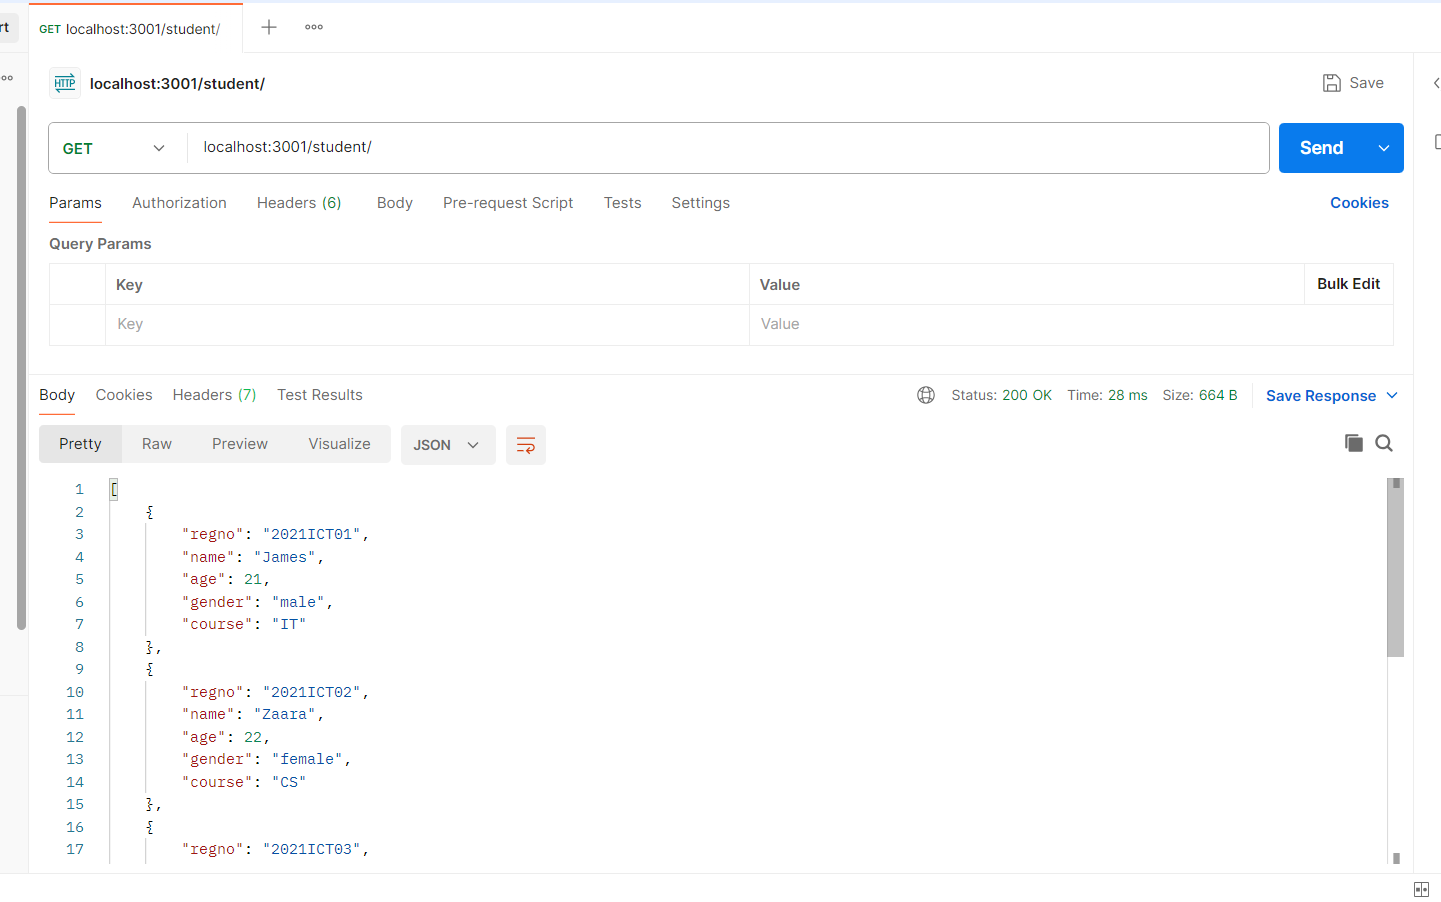 rt
GET localhost:3001/student/
HTTP localhost:3001/student/
Save
GET
localhost:3001/student/
Send
Params Authorization Headers (6) Body Pre-request Script Tests Settings Cookies
Query Params
Key Value Bulk Edit
Key Value
Body Cookies Headers (7) Test Results Status: 200 OK Time: 28 ms Size: 664 B Save Response
Pretty Raw Preview Visualize JSON
1 [
2 {
3 "regno": "2021ICT01",
4 "name": "James",
5 "age": 21,
6 "gender": "male",
7 "course": "IT"
8 },
9 {
10 "regno": "2021ICT02",
11 "name": "Zaara",
12 "age": 22,
13 "gender": "female",
14 "course": "CS"
15 },
16 {
17 "regno": "2021ICT03",